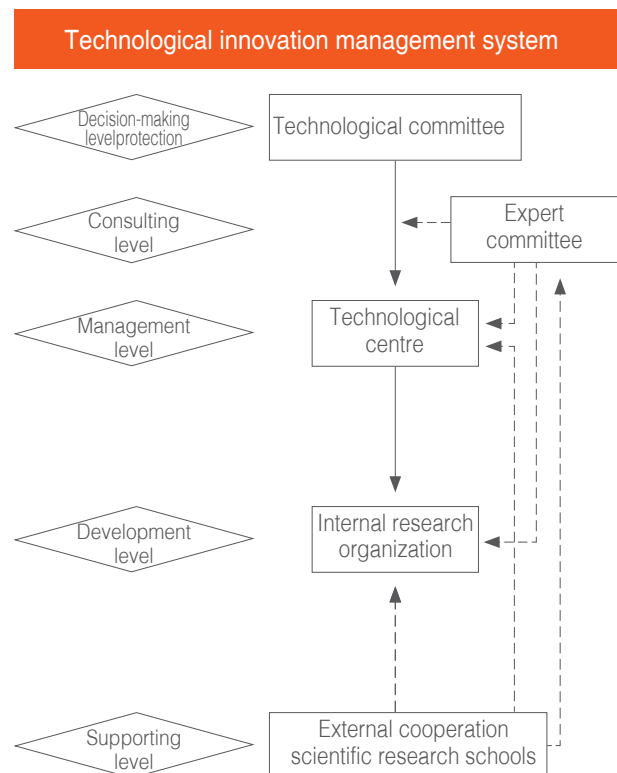 Technological innovation management system
Decision-making
levelprotection
Technological committee
Consulting
level
Expert
committee
Management
level
Technological
centre
Development
level
Internal research
organization
Supporting
level
External cooperation
scientific research schools